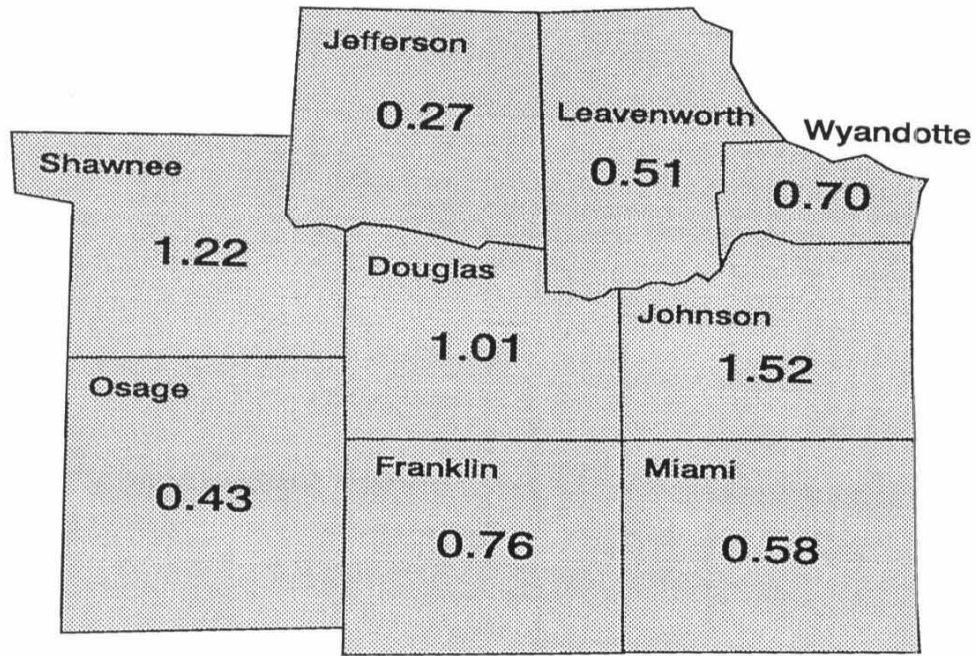 Jefferson
0.27
Leavenworth
0.51
Wyandotte
0.70
Shawnee
1.22
Douglas
1.01
Johnson
1.52
Osage
0.43
Franklin
0.76
Miami
0.58